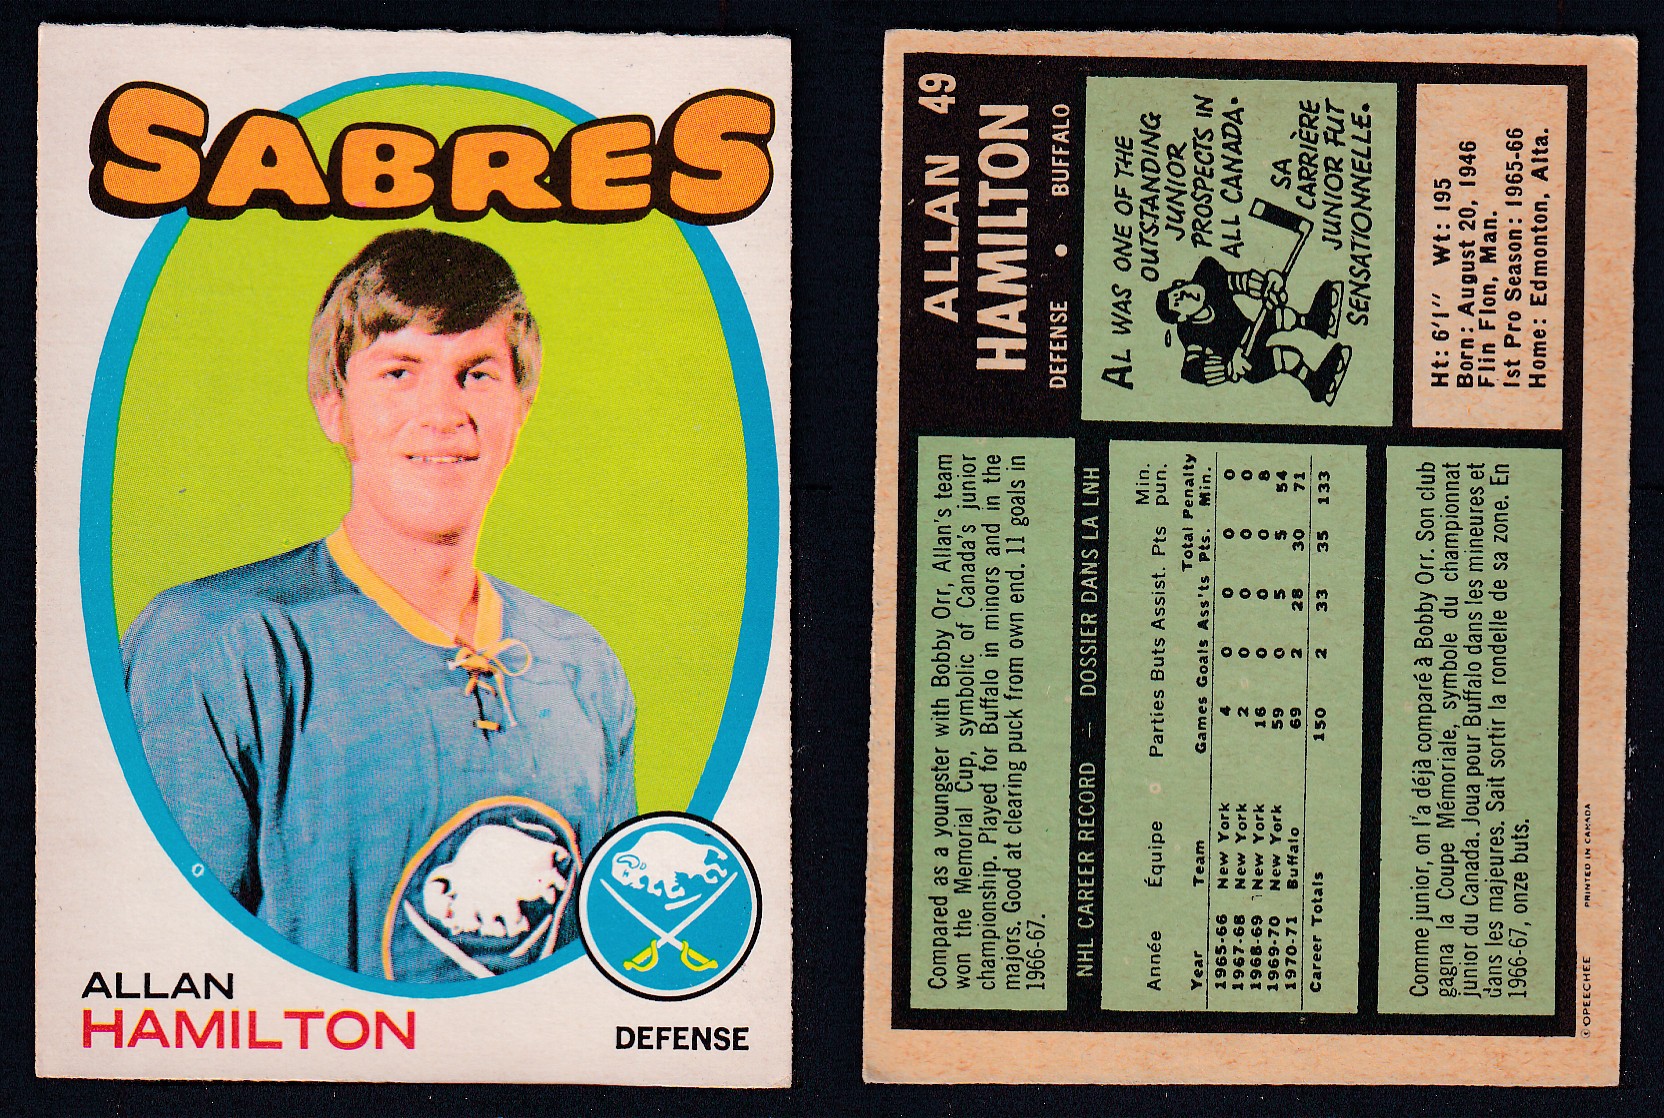 SABRES
ALLAN
HAMILTON
DEFENSE
ALLAN 49
HAMILTON
DEFENSE • BUFFALO
AL WAS ONE OF THE
OUTSTANDING
JUNIOR
PROSPECTS IN
ALL CANADA.
SA
CARRIÈRE
JUNIOR FUT
SENSATIONNELLE.
Ht: 6'1" Wt: 195
Born: August 20, 1946
Flin Flon, Man.
1st Pro Season: 1965-66
Home: Edmonton, Alta.
Compared as a youngster with Bobby Orr, Allan's team
won the Memorial Cup, symbolic of Canada's junior
championship. Played for Buffalo in minors and in the
majors. Good at clearing puck from own end. 11 goals in
1966-67.
NHL CAREER RECORD — DOSSIER DANS LA LNH
Année Équipe Parties Buts Assist. Pts Min. pun.
Year Team Games Goals Ass'ts Total Pts. Penalty Min.
1965-66 New York 4 0 0 0 0
1967-68 New York 2 0 0 0 0
1968-69 New York 16 0 0 0 8
1969-70 New York 59 0 5 5 54
1970-71 Buffalo 69 2 28 30 71
Career Totals 150 2 33 35 133
Comme junior, on l'a déjà comparé à Bobby Orr. Son club
gagna la Coupe Mémoriale, symbole du championnat
junior du Canada. Joua pour Buffalo dans les mineures et
dans les majeures. Sait sortir la rondelle de sa zone. En
1966-67, onze buts.
©OPEECHEE PRINTED IN CANADA